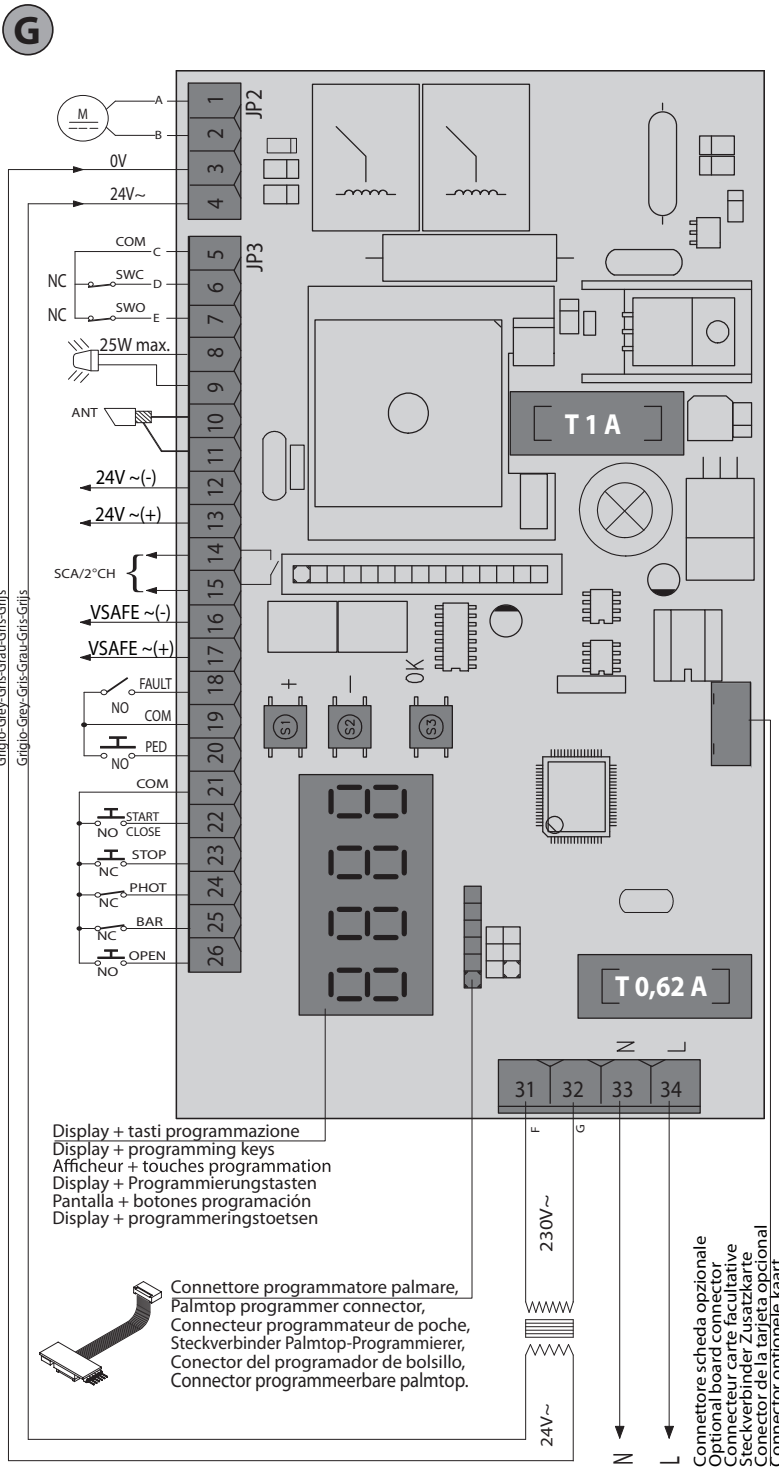 G
M
A
B
0V
24V~
1
2
3
4
JP2
JP3
COM C
NC SWC D
NC SWO E
25W max.
ANT
24V ~(-)
24V ~(+)
SCA/2°CH
VSAFE ~(-)
VSAFE ~(+)
FAULT
NO
COM
PED
NO
COM
START
NO CLOSE
STOP
NC
PHOT
NC
BAR
NC
OPEN
NO
5
6
7
8
9
10
11
12
13
14
15
16
17
18
19
20
21
22
23
24
25
26
T 1 A
+
–
OK
S1
S2
S3
T 0,62 A
N
L
31
32
33
34
F
G
Grigio-Grey-Gris-Grau-Gris-Grijs
Grigio-Grey-Gris-Grau-Gris-Grijs
Display + tasti programmazione
Display + programming keys
Afficheur + touches programmation
Display + Programmierungstasten
Pantalla + botones programación
Display + programmeringstoetsen
Connettore programmatore palmare,
Palmtop programmer connector,
Connecteur programmateur de poche,
Steckverbinder Palmtop-Programmierer,
Conector del programador de bolsillo,
Connector programmeerbare palmtop.
230V~
24V~
N
L
Connettore scheda opzionale
Optional board connector
Connecteur carte facultative
Steckverbinder Zusatzkarte
Conector de la tarjeta opcional
Connector optionele kaart